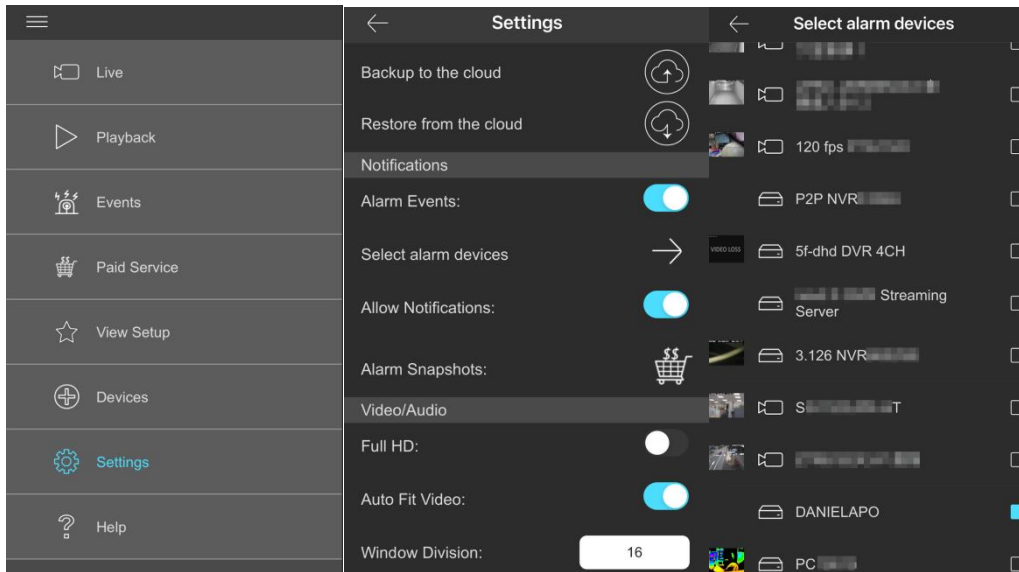 Live
Playback
Events
Paid Service
View Setup
Devices
Settings
Help
Settings
Backup to the cloud
Restore from the cloud
Notifications
Alarm Events:
Select alarm devices
Allow Notifications:
Alarm Snapshots:
Video/Audio
Full HD:
Auto Fit Video:
Window Division:
16
Select alarm devices
120 fps
P2P NVR
VIDEO LOSS
5f-dhd DVR 4CH
Streaming
Server
3.126 NVR
S T
DANIELAPO
PC